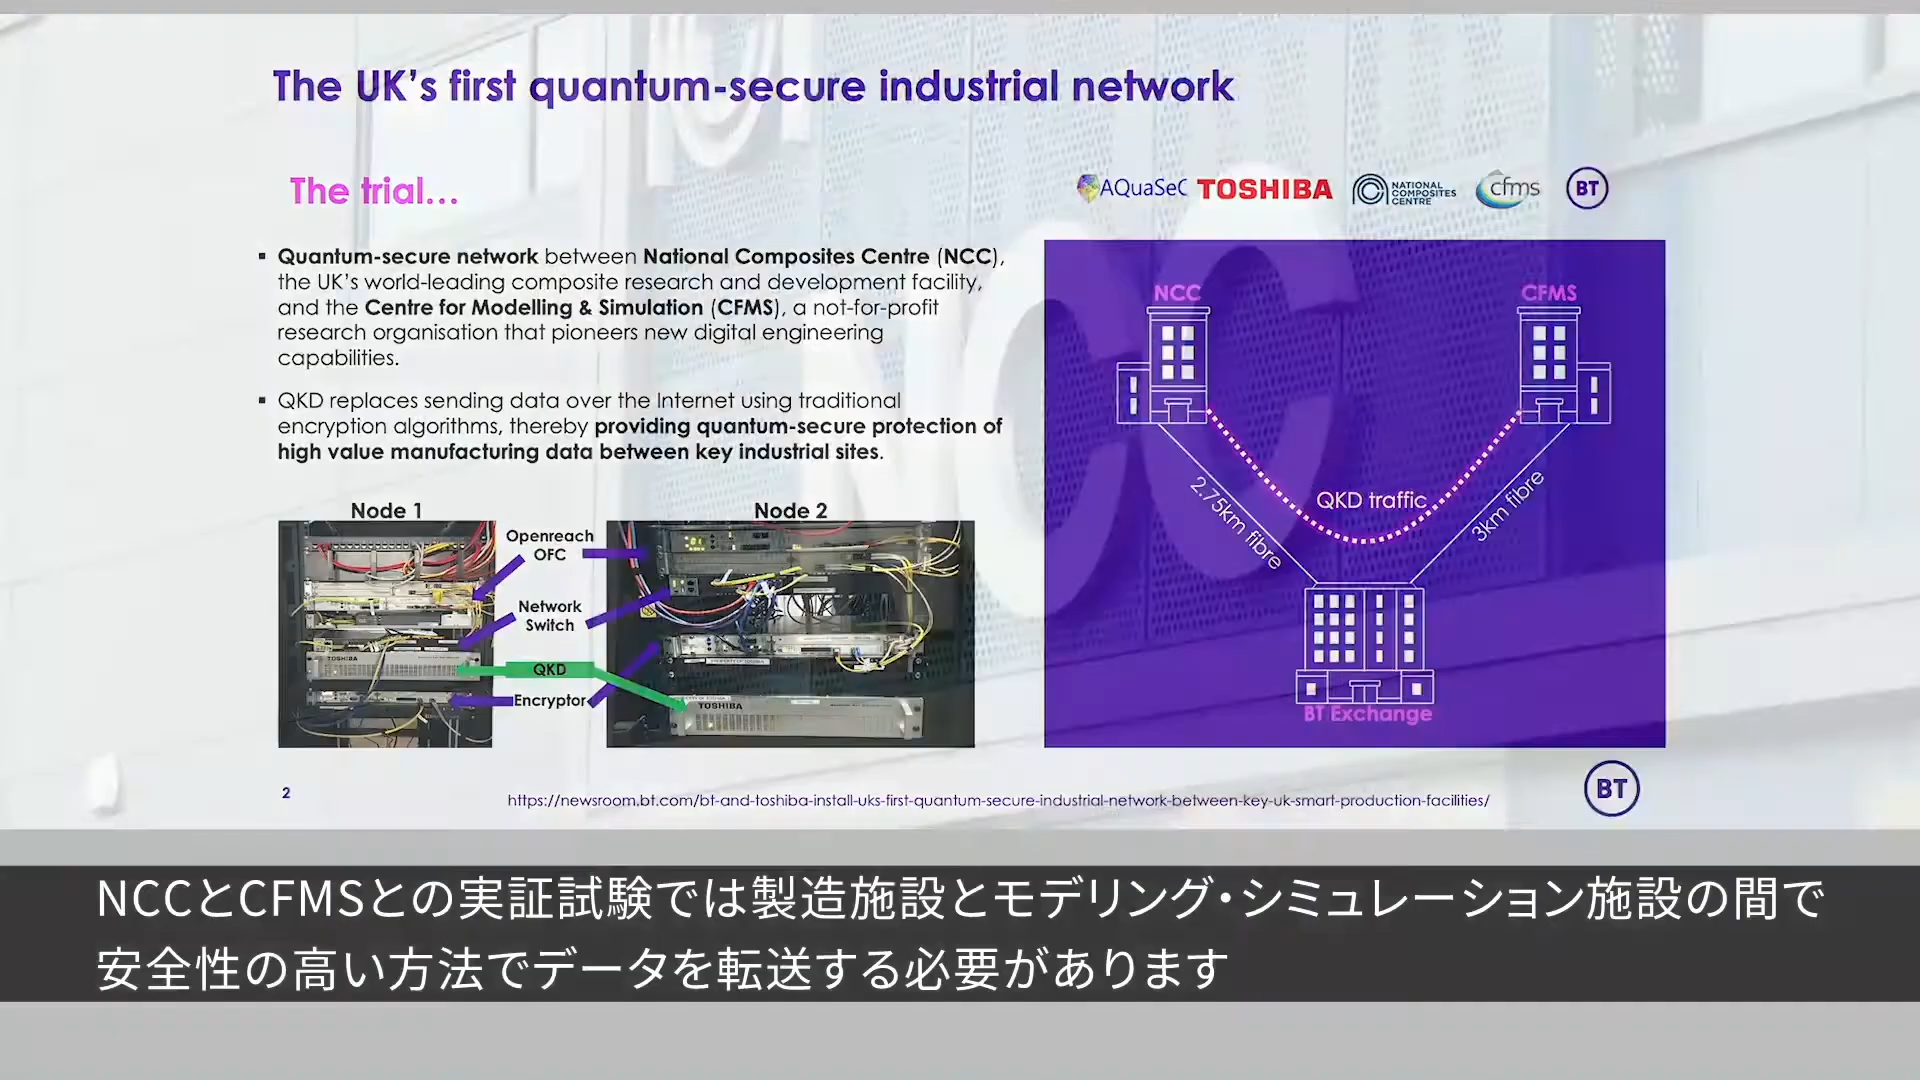 The UK's first quantum-secure industrial network
The trial...
AQuaSeC TOSHIBA NATIONAL COMPOSITES CENTRE cfms BT
▪ Quantum-secure network between National Composites Centre (NCC),
the UK's world-leading composite research and development facility,
and the Centre for Modelling & Simulation (CFMS), a not-for-profit
research organisation that pioneers new digital engineering
capabilities.
▪ QKD replaces sending data over the Internet using traditional
encryption algorithms, thereby providing quantum-secure protection of
high value manufacturing data between key industrial sites.
Node 1
Node 2
Openreach
OFC
Network
Switch
QKD
Encryptor
TOSHIBA
TOSHIBA
NCC
CFMS
QKD traffic
2.75km fibre
3km fibre
BT Exchange
2
https://newsroom.bt.com/bt-and-toshiba-install-uks-first-quantum-secure-industrial-network-between-key-uk-smart-production-facilities/
BT
NCCとCFMSとの実証試験では製造施設とモデリング・シミュレーション施設の間で
安全性の高い方法でデータを転送する必要があります